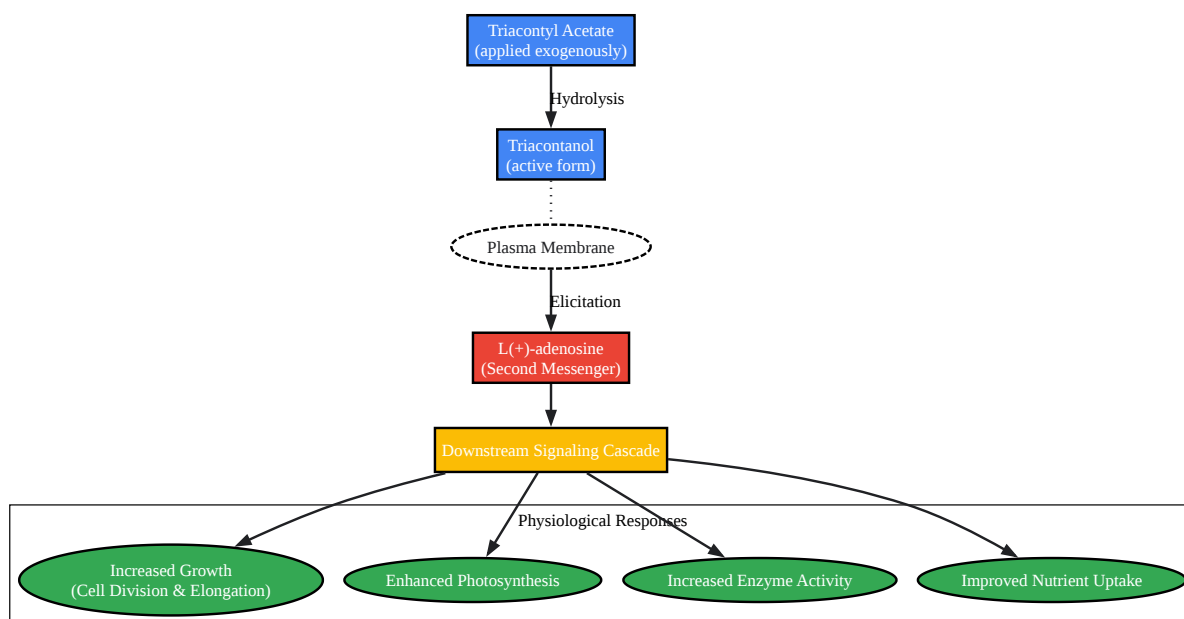 Triacontyl Acetate
(applied exogenously)
Hydrolysis
Triacontanol
(active form)
Plasma Membrane
Elicitation
L(+)-adenosine
(Second Messenger)
Downstream Signaling Cascade
Physiological Responses
Increased Growth
(Cell Division & Elongation)
Enhanced Photosynthesis
Increased Enzyme Activity
Improved Nutrient Uptake